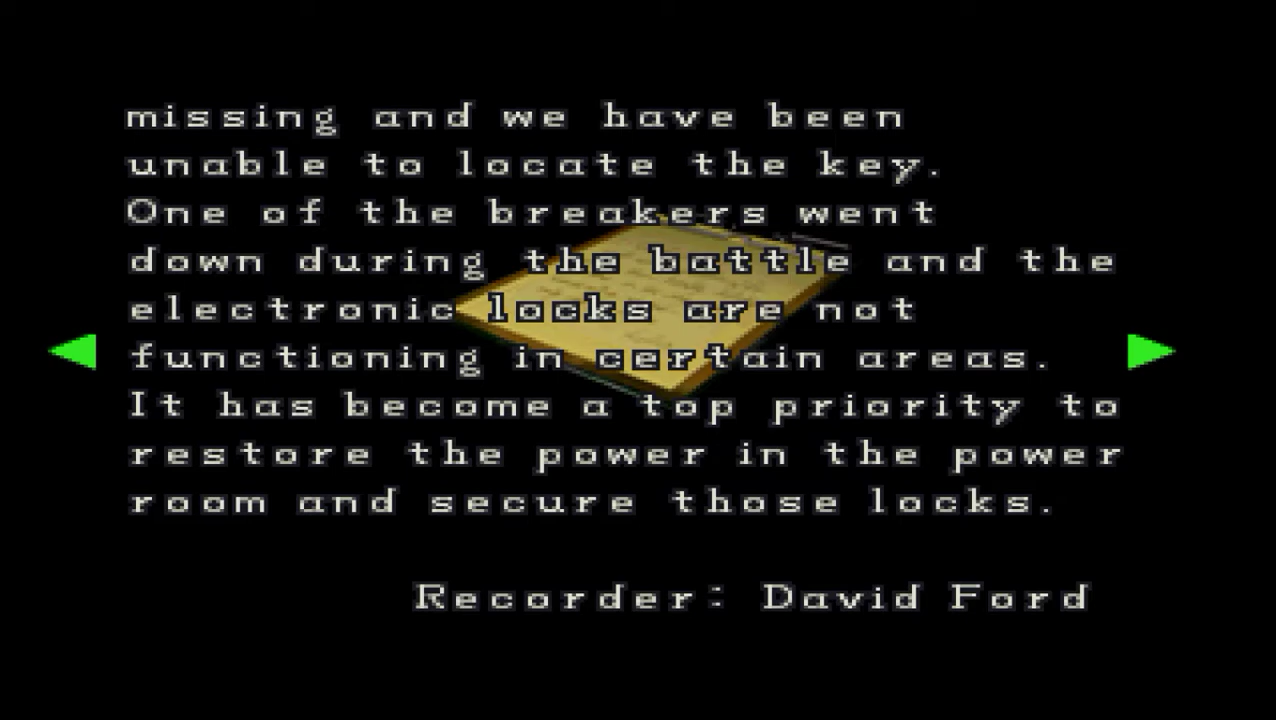 missing and we have been
unable to locate the key.
One of the breakers went
down during the battle and the
electronic locks are not
functioning in certain areas.
It has become a top priority to
restore the power in the power
room and secure those locks.
Recorder: David Ford